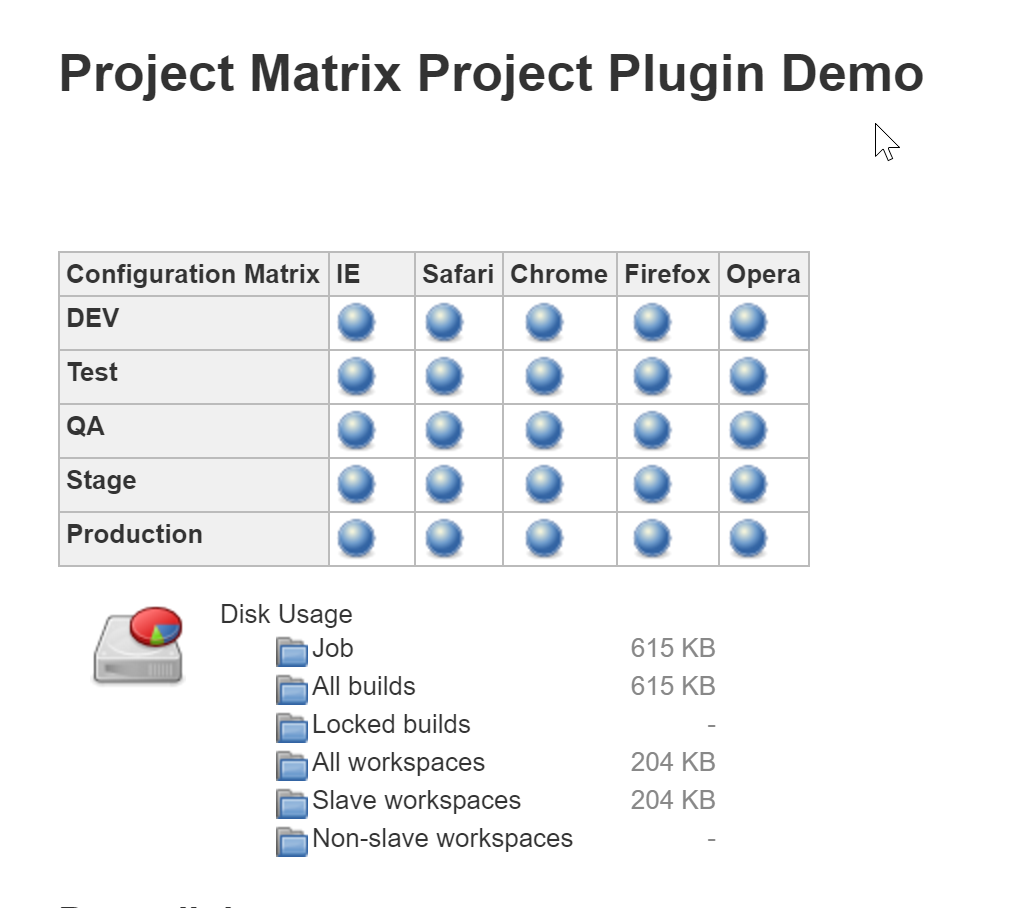 Project Matrix Project Plugin Demo
Configuration Matrix IE Safari Chrome Firefox Opera
DEV
Test
QA
Stage
Production
Disk Usage
Job 615 KB
All builds 615 KB
Locked builds -
All workspaces 204 KB
Slave workspaces 204 KB
Non-slave workspaces -